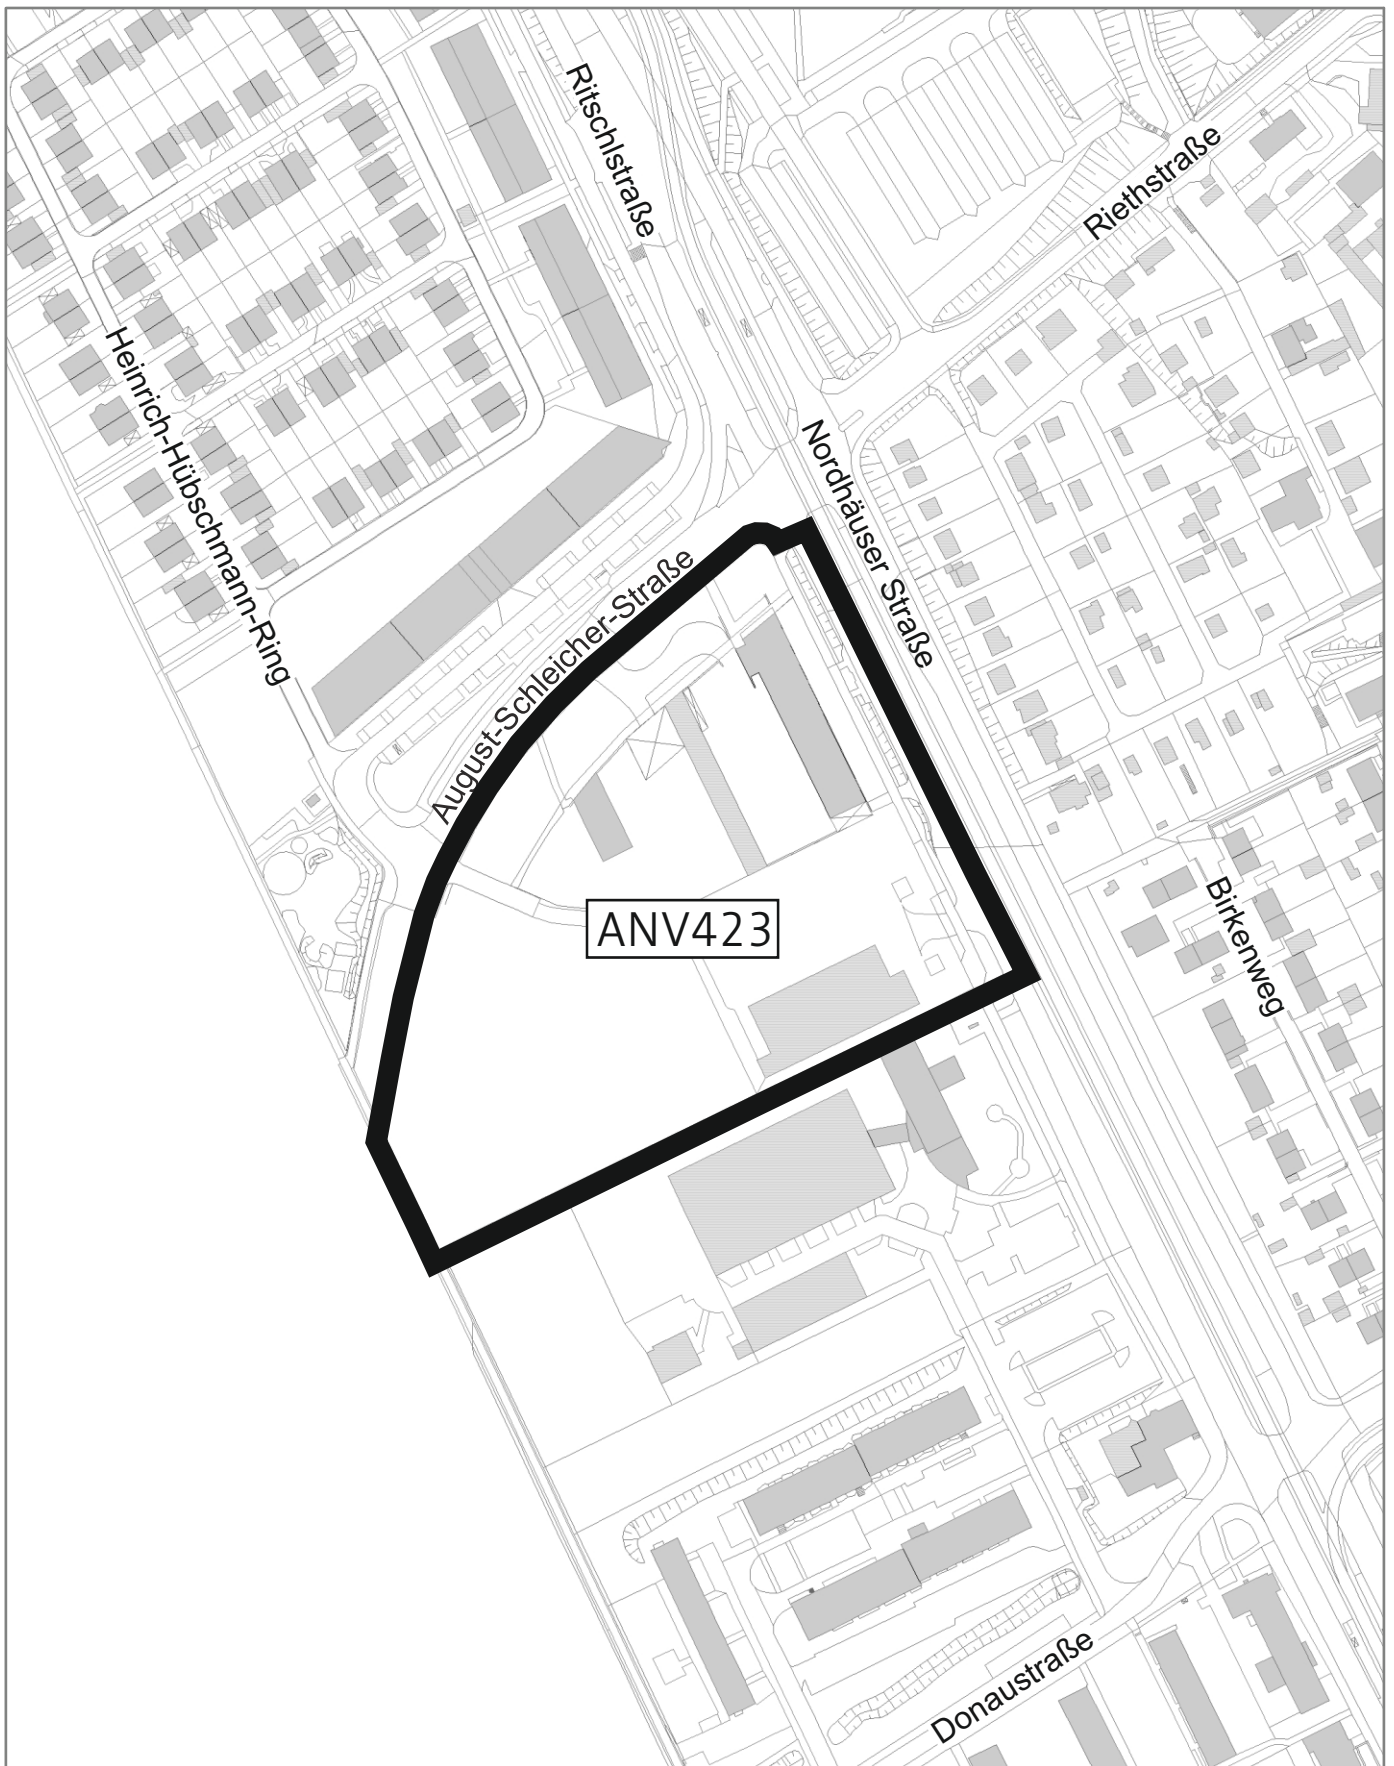 Ritschlstraße
Riethstraße
Heinrich-Hübschmann-Ring
Nordhäuser Straße
August-Schleicher-Straße
ANV423
Birkenweg
Donaustraße